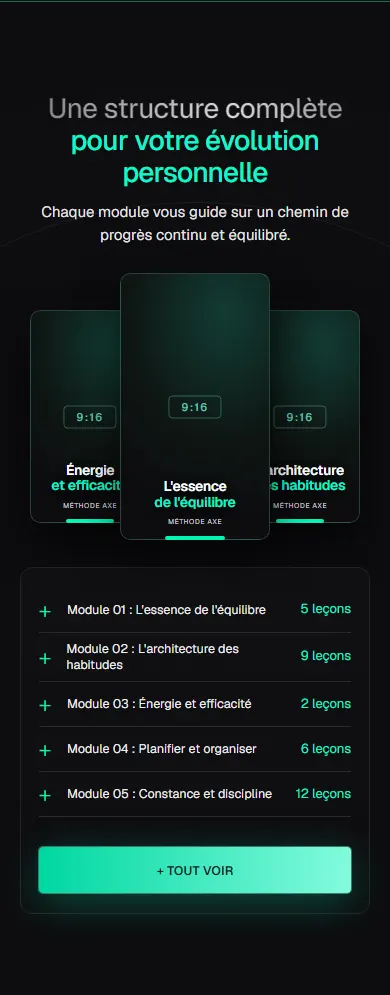 Une structure complète
pour votre évolution
personnelle
Chaque module vous guide sur un chemin de
progrès continu et équilibré.
9:16
Énergie
et efficacit
MÉTHODE AXE
9:16
L'essence
de l'équilibre
MÉTHODE AXE
9:16
architecture
s habitudes
MÉTHODE AXE
+ Module 01 : L'essence de l'équilibre 5 leçons
+ Module 02 : L'architecture des
habitudes 9 leçons
+ Module 03 : Énergie et efficacité 2 leçons
+ Module 04 : Planifier et organiser 6 leçons
+ Module 05 : Constance et discipline 12 leçons
+ TOUT VOIR